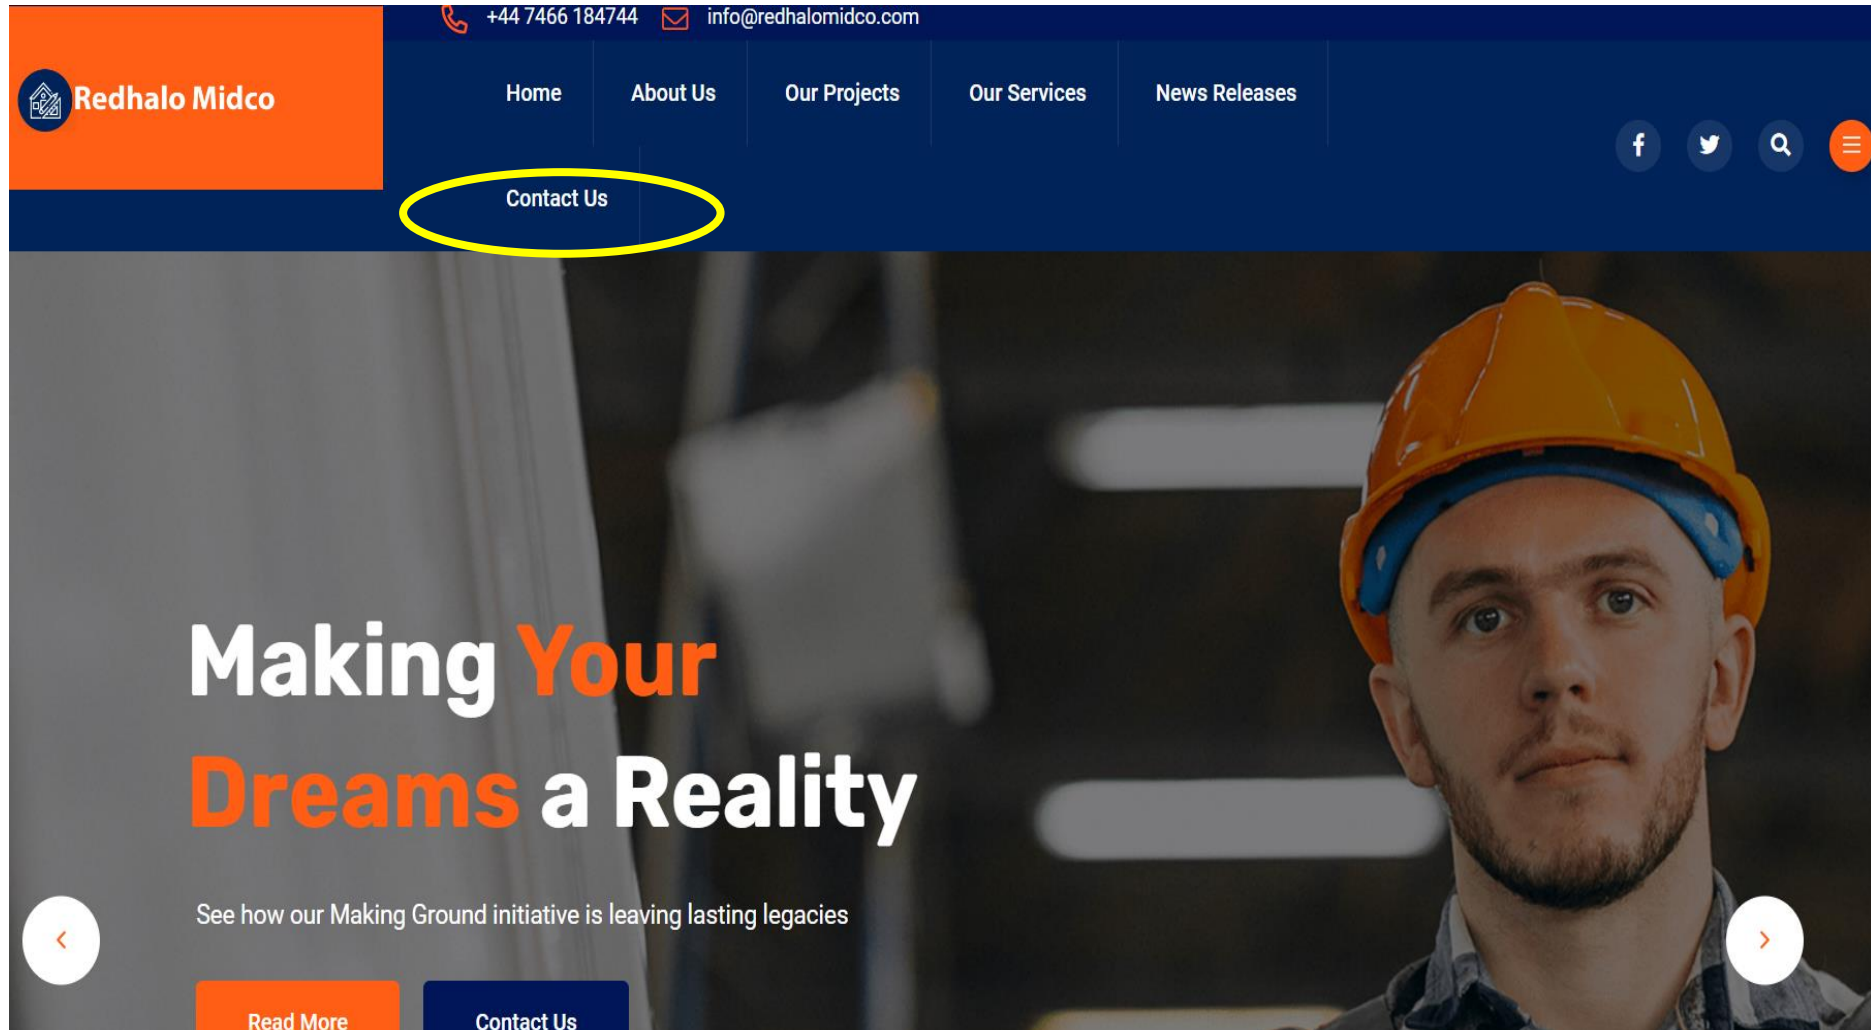 +44 7466 184744 info@redhalomidco.com
Redhalo Midco
Home About Us Our Projects Our Services News Releases
Contact Us
Making Your
Dreams a Reality
See how our Making Ground initiative is leaving lasting legacies
Read More Contact Us